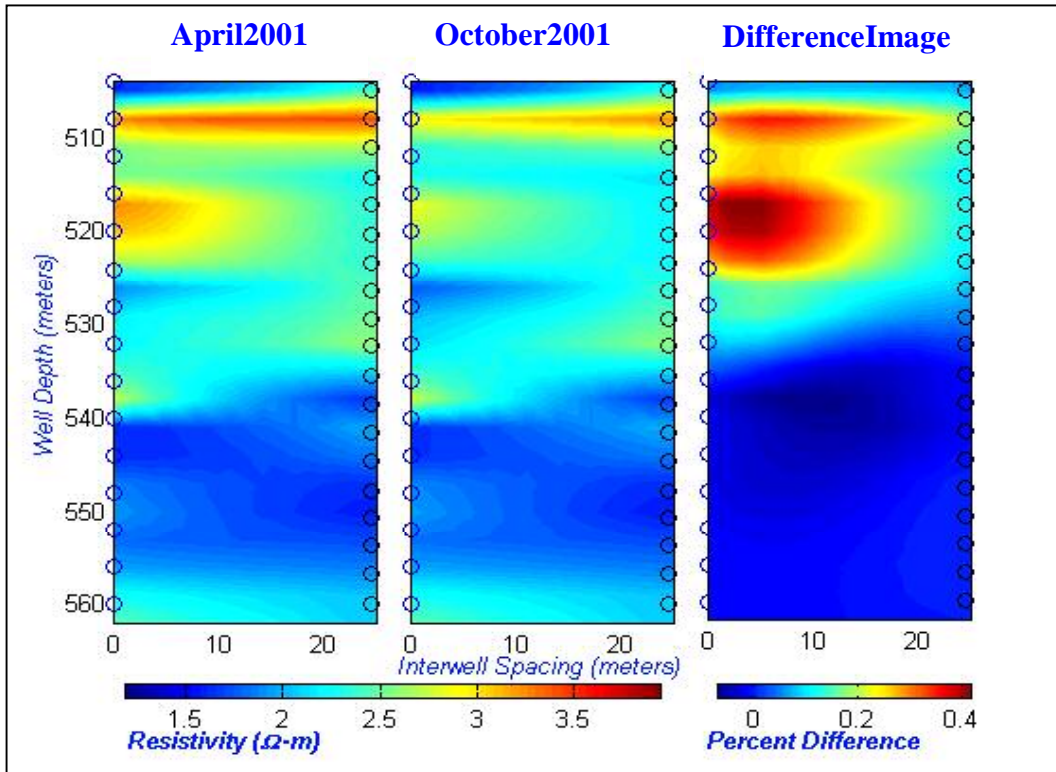 April2001 October2001 DifferenceImage
Well Depth (meters)
510
520
530
540
550
560
0 10 20 0 10 20 0 10 20
Interwell Spacing (meters)
1.5 2 2.5 3 3.5 0 0.2 0.4
Resistivity (Ω-m) Percent Difference